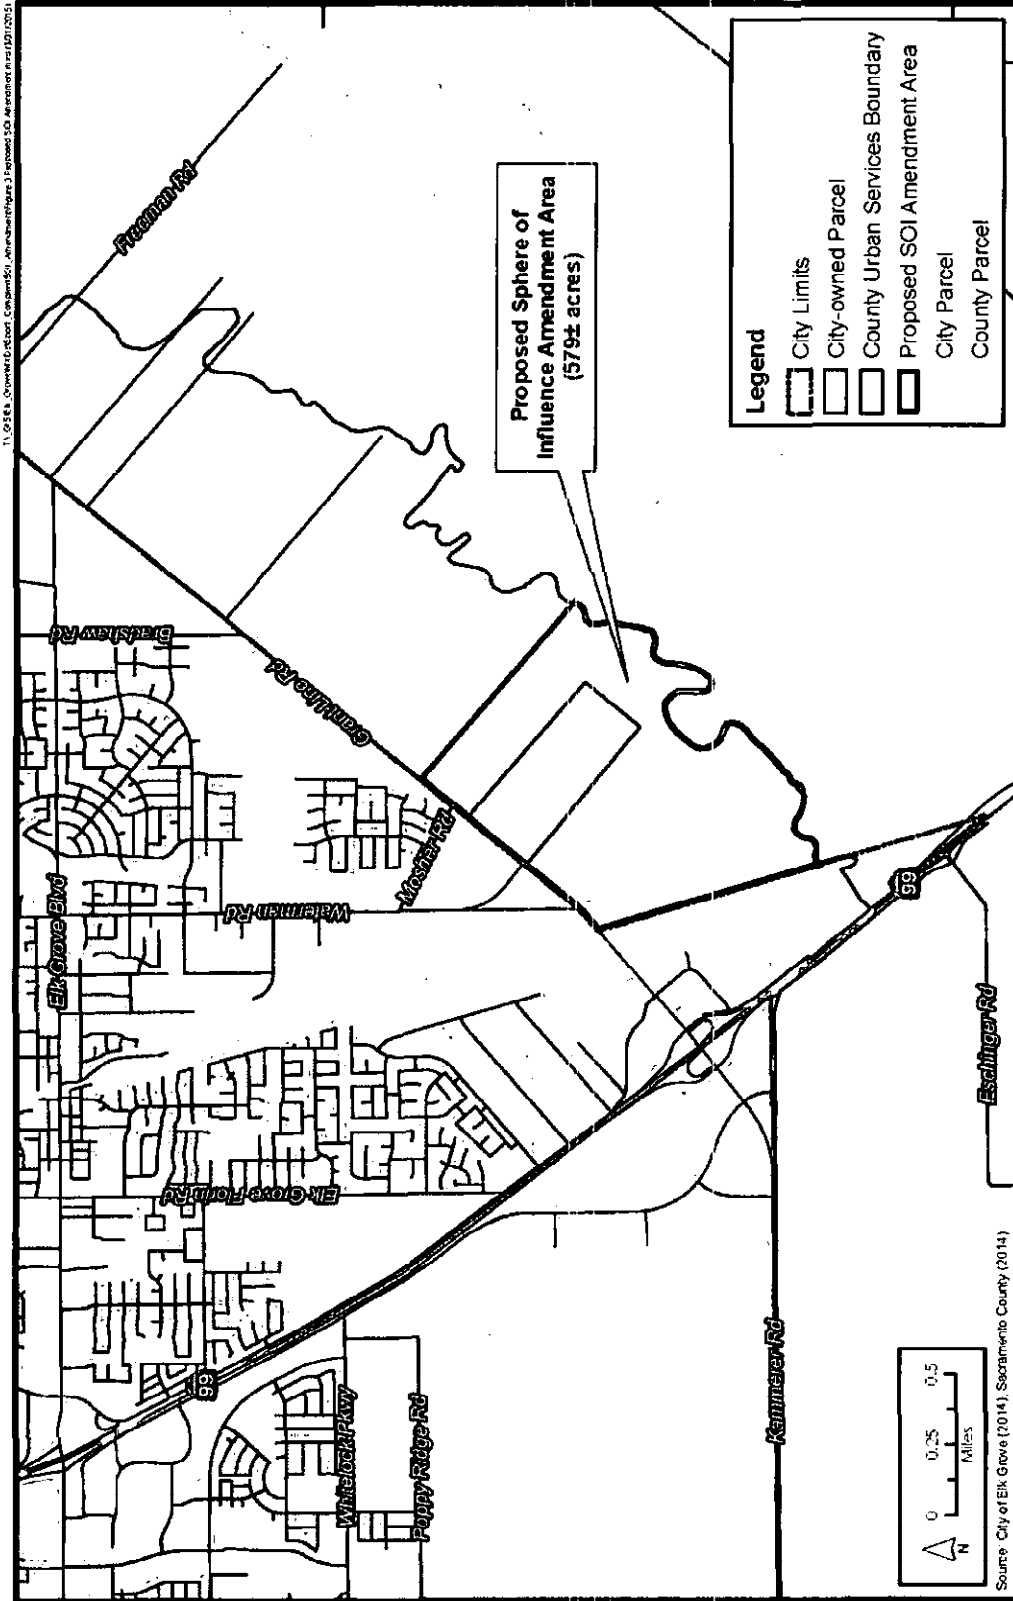 Freeman Rd
Bradshaw Rd
Grant Line Rd
Mosher Rd
Elk Grove Blvd
Waterman Rd
Elk Grove Florin Rd
99
Whitelock Pkwy
Poppy Ridge Rd
Kammerer Rd
99
Eschinger Rd
Proposed Sphere of
Influence Amendment Area
(579± acres)
Legend
City Limits
City-owned Parcel
County Urban Services Boundary
Proposed SOI Amendment Area
City Parcel
County Parcel
N
0 0.25 0.5
Miles
Source: City of Elk Grove (2014), Sacramento County (2014)